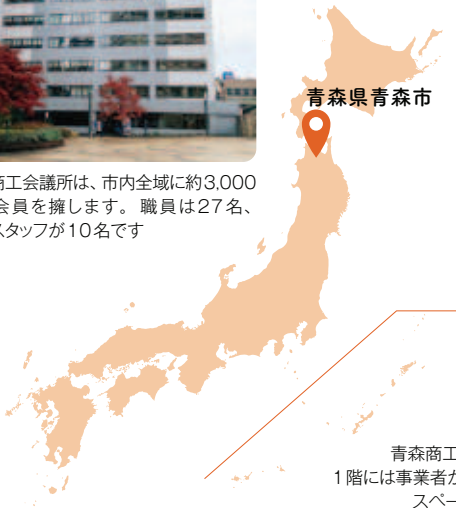 青森県青森市
商工会議所は、市内全域に約3,000
会員を擁します。職員は27名、
スタッフが10名です
青森商工
1階には事業者が
スペー